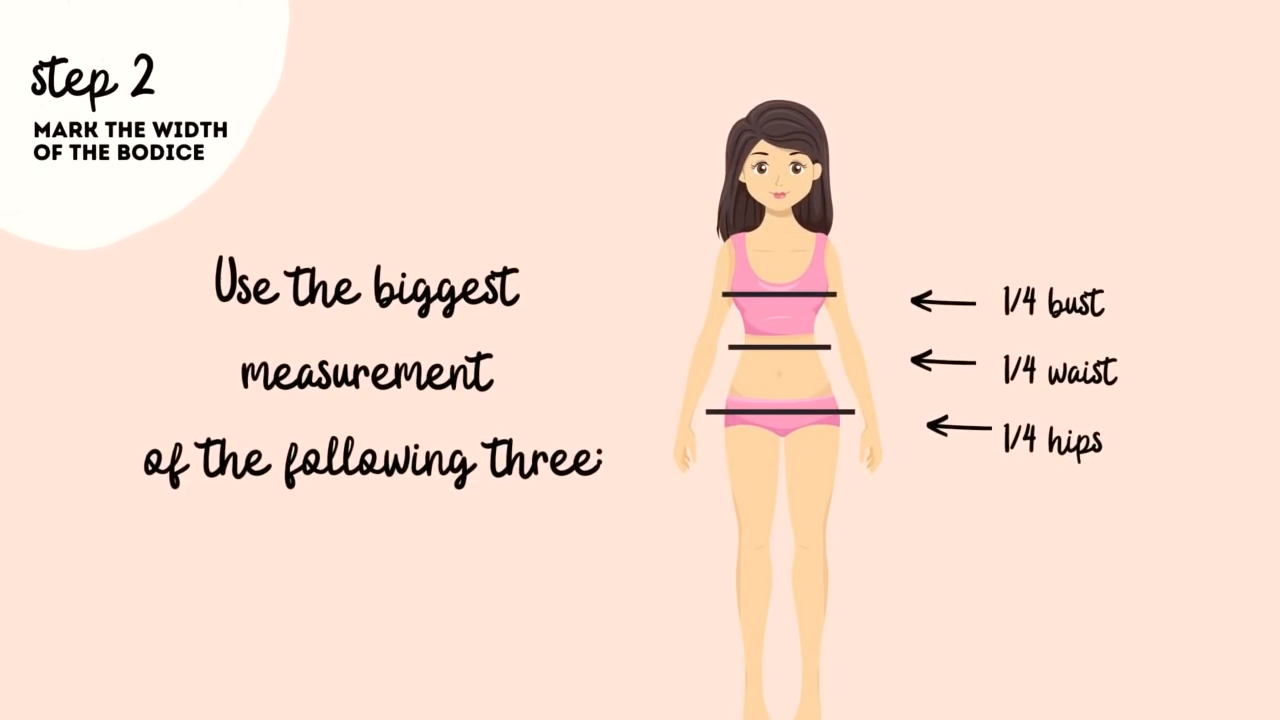 step 2
MARK THE WIDTH
OF THE BODICE
Use the biggest
measurement
of the following three:
1/4 bust
1/4 waist
1/4 hips